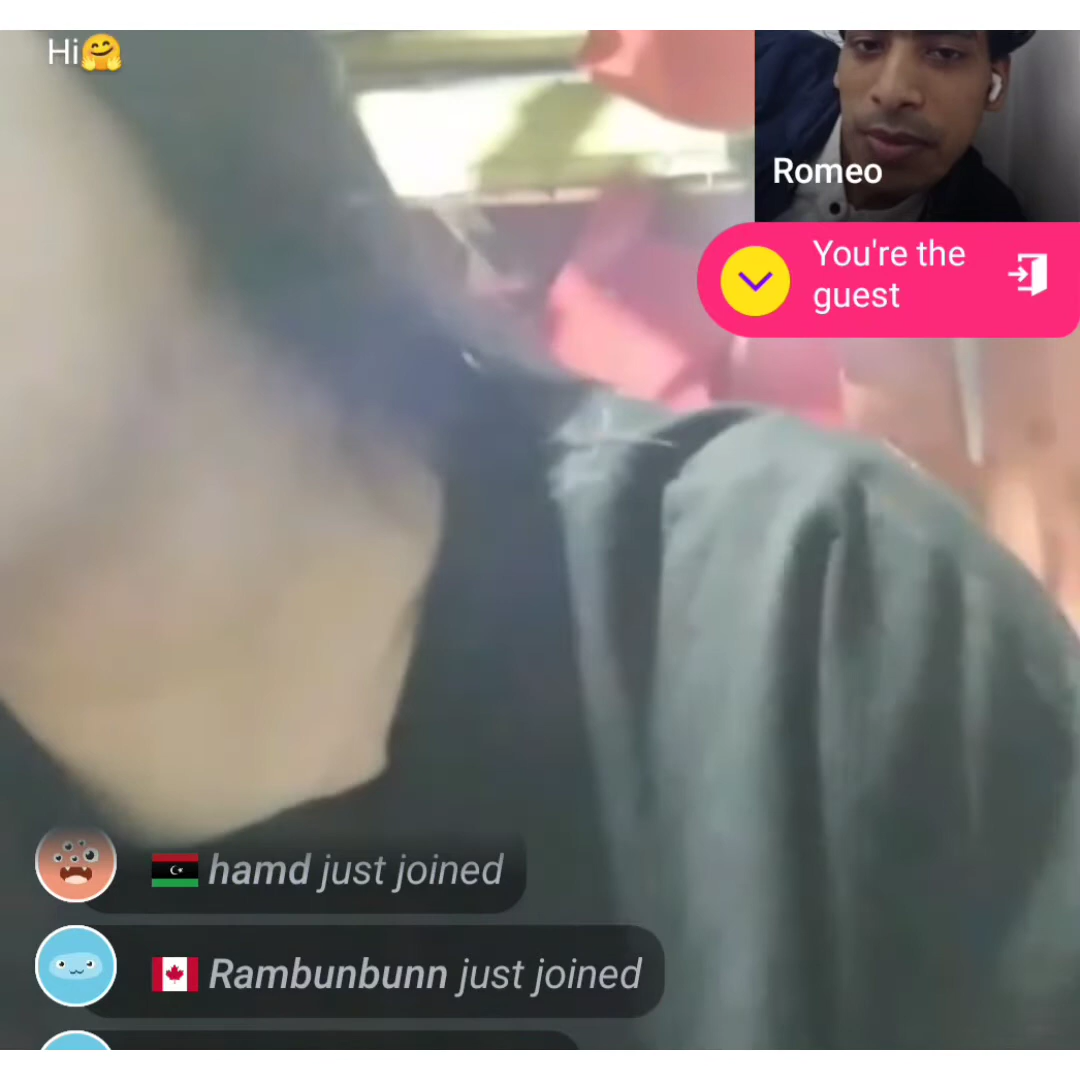 Hi🤗
Romeo
You're the
guest
hamd just joined
Rambunbunn just joined